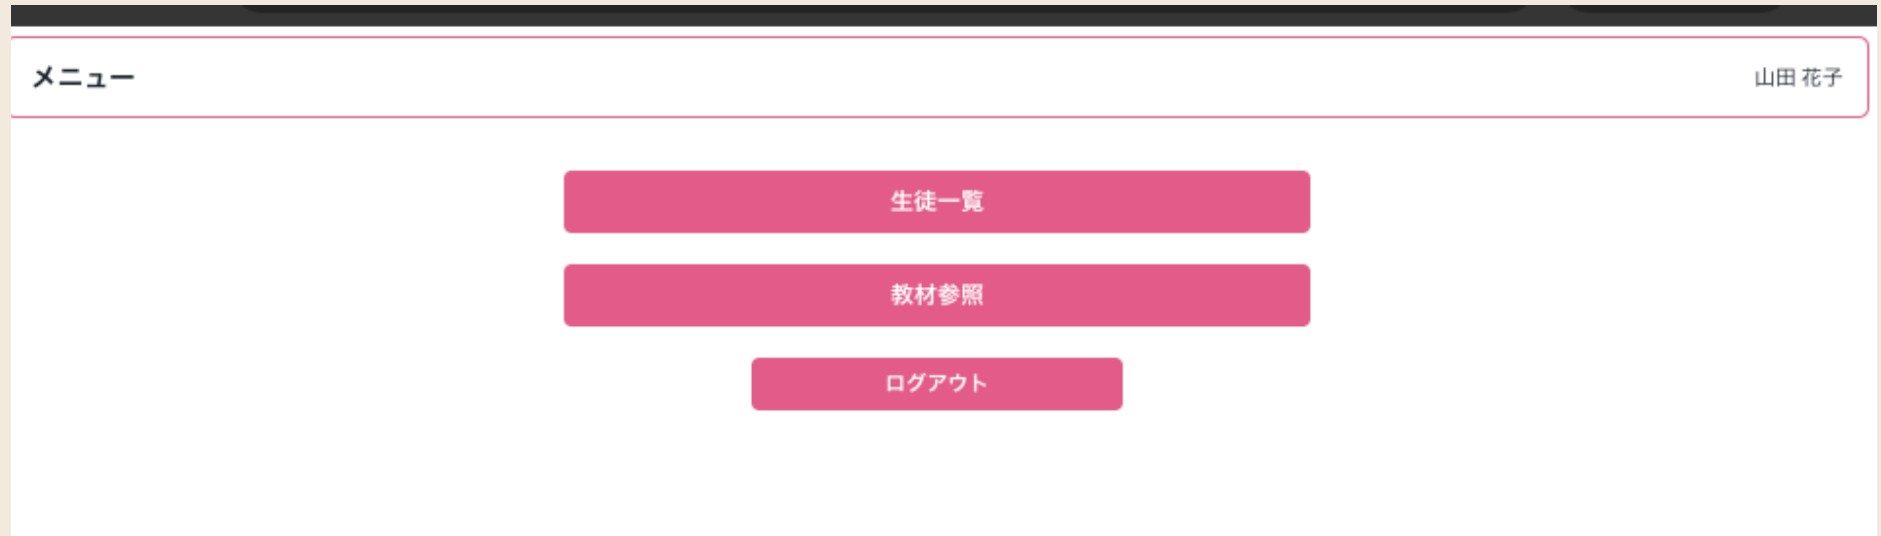 メニュー
山田 花子
生徒一覧
教材参照
ログアウト